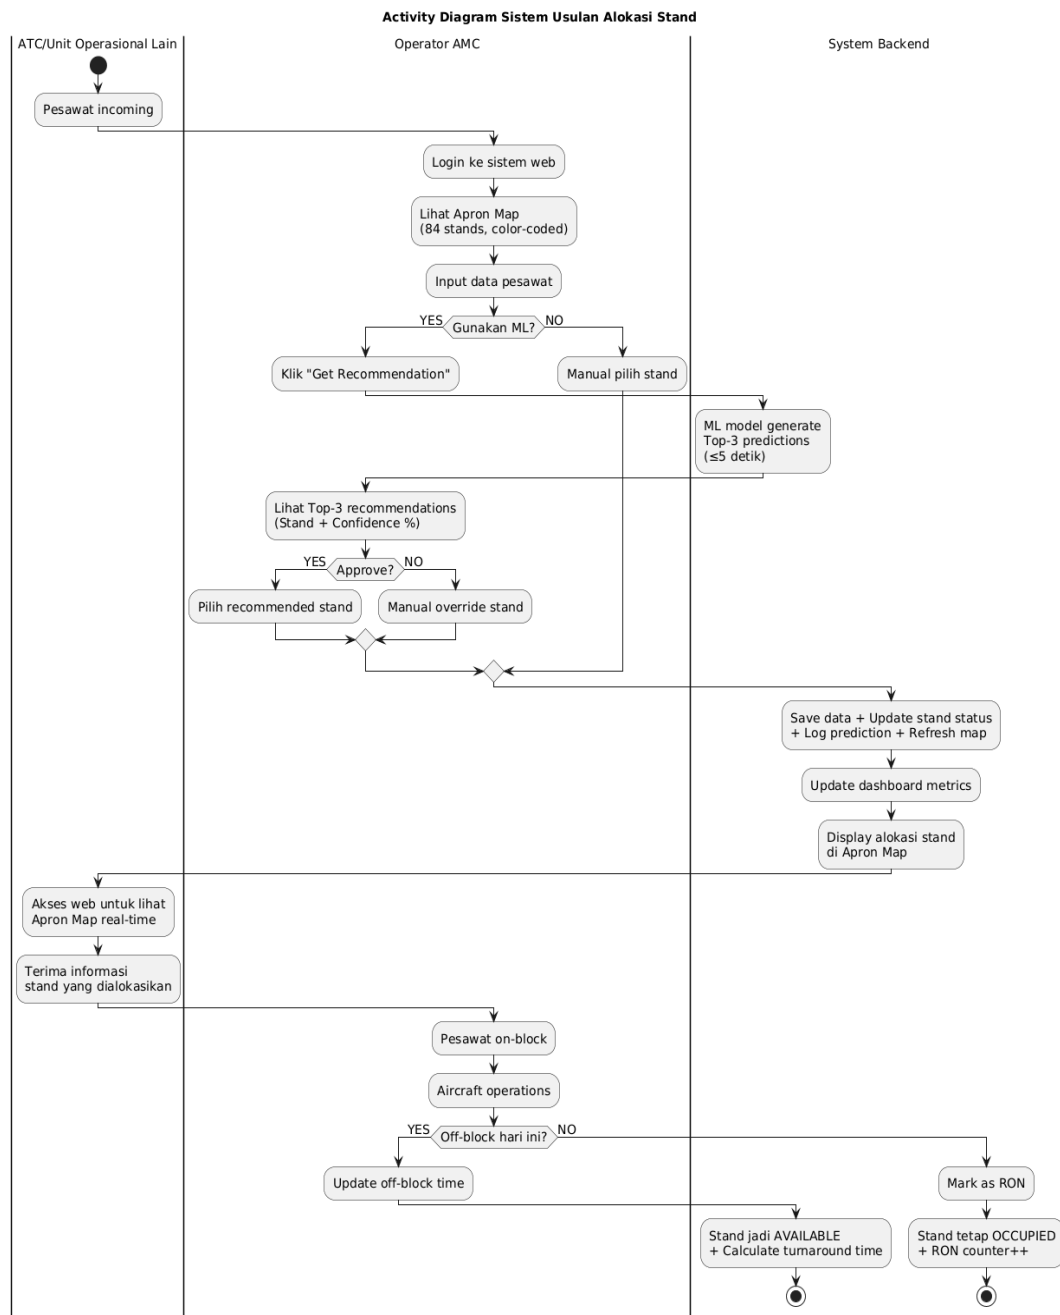 Activity Diagram Sistem Usulan Alokasi Stand
ATC/Unit Operasional Lain
Operator AMC
System Backend
Pesawat incoming
Login ke sistem web
Lihat Apron Map
(84 stands, color-coded)
Input data pesawat
YES
Gunakan ML?
NO
Klik "Get Recommendation"
Manual pilih stand
ML model generate
Top-3 predictions
(≤5 detik)
Lihat Top-3 recommendations
(Stand + Confidence %)
YES
Approve?
NO
Pilih recommended stand
Manual override stand
Save data + Update stand status
+ Log prediction + Refresh map
Update dashboard metrics
Display alokasi stand
di Apron Map
Akses web untuk lihat
Apron Map real-time
Terima informasi
stand yang dialokasikan
Pesawat on-block
Aircraft operations
YES
Off-block hari ini?
NO
Update off-block time
Mark as RON
Stand jadi AVAILABLE
+ Calculate turnaround time
Stand tetap OCCUPIED
+ RON counter++